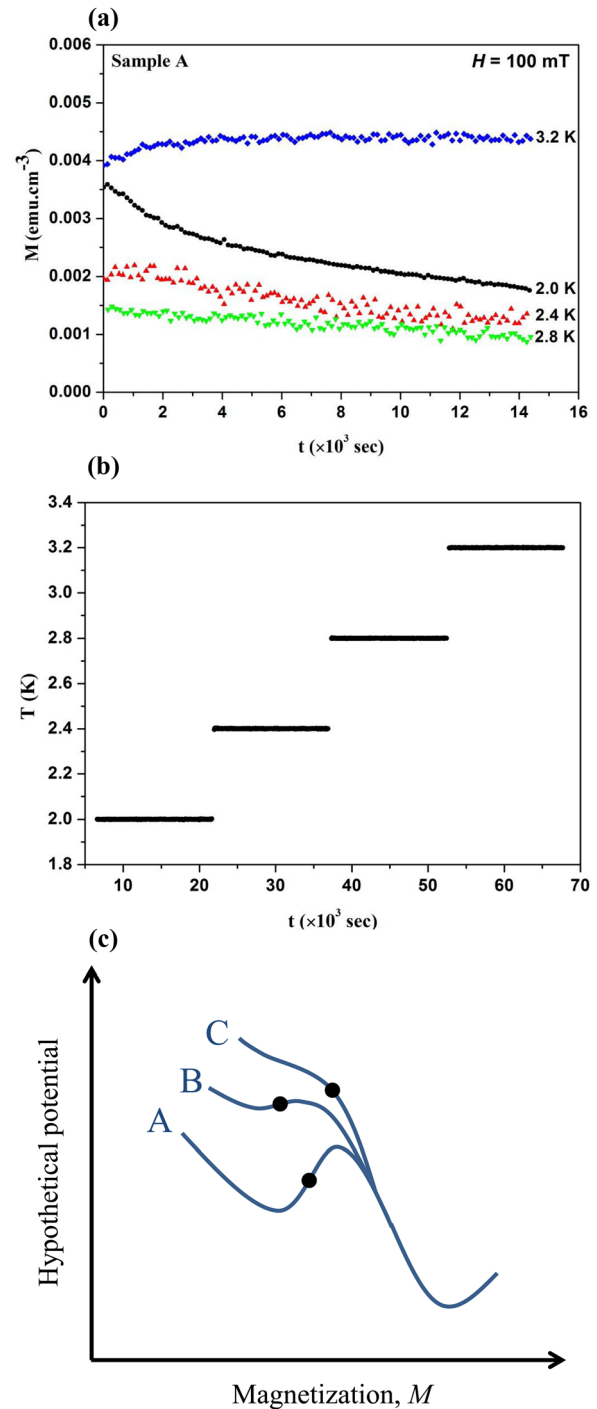 (a)
0.006
0.005
0.004
0.003
0.002
0.001
0.000
M (emu.cm-3)
Sample A
H = 100 mT
3.2 K
2.0 K
2.4 K
2.8 K
0 2 4 6 8 10 12 14 16
t (×10³ sec)
(b)
3.4
3.2
3.0
2.8
2.6
2.4
2.2
2.0
1.8
T (K)
10 20 30 40 50 60 70
t (×10³ sec)
(c)
Hypothetical potential
C
B
A
Magnetization, M